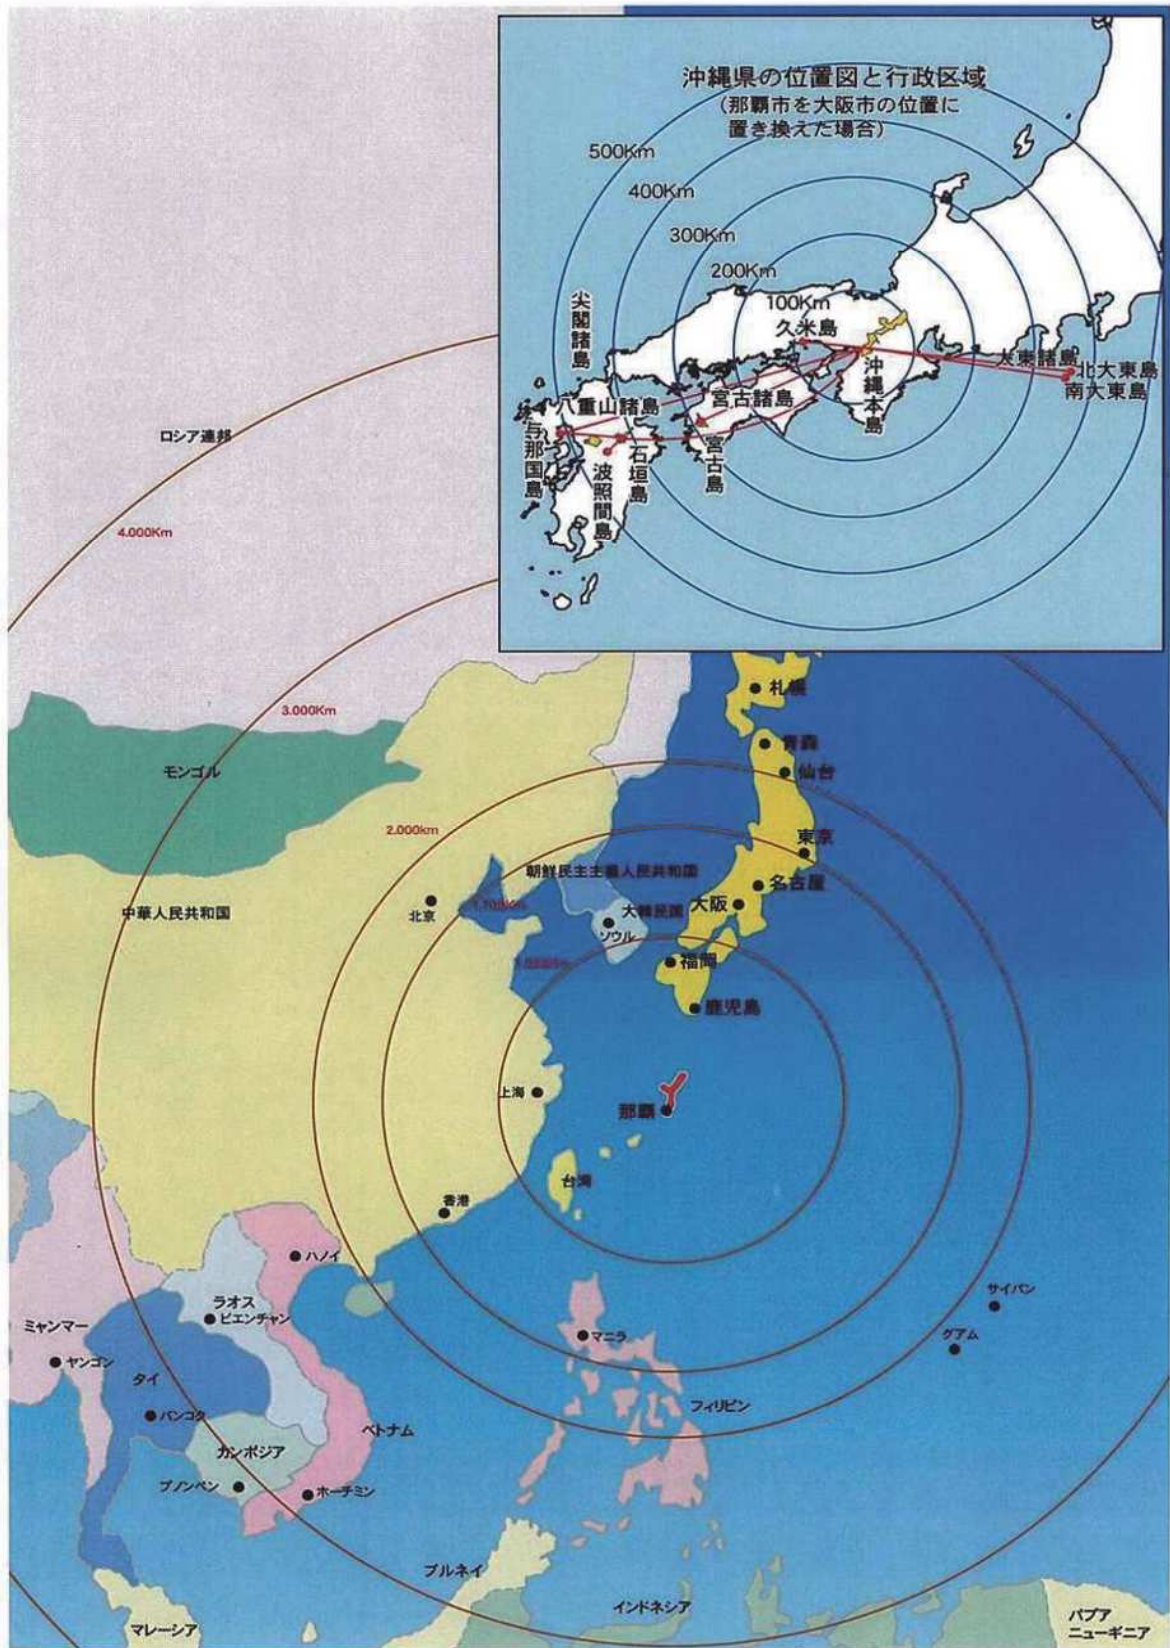 沖縄県の位置図と行政区域
(那覇市を大阪市の位置に
置き換えた場合)
500Km
400Km
300Km
200Km
100Km
久米島
尖閣諸島
大東諸島
北大東島
南大東島
沖縄本島
宮古諸島
八重山諸島
与那国島
石垣島
宮古島
波照間島
ロシア連邦
4.000Km
3.000Km
札幌
青森
仙台
モンゴル
2.000km
東京
朝鮮民主主義人民共和国
名古屋
大阪
中華人民共和国
北京
大韓民国
ソウル
福岡
鹿児島
上海
那覇
台湾
香港
ハノイ
サイパン
ラオス
ビエンチャン
ミャンマー
マニラ
グアム
ヤンゴン
タイ
フィリピン
バンコク
ベトナム
カンボジア
プノンペン
ホーチミン
ブルネイ
インドネシア
マレーシア
パプア
ニューギニア